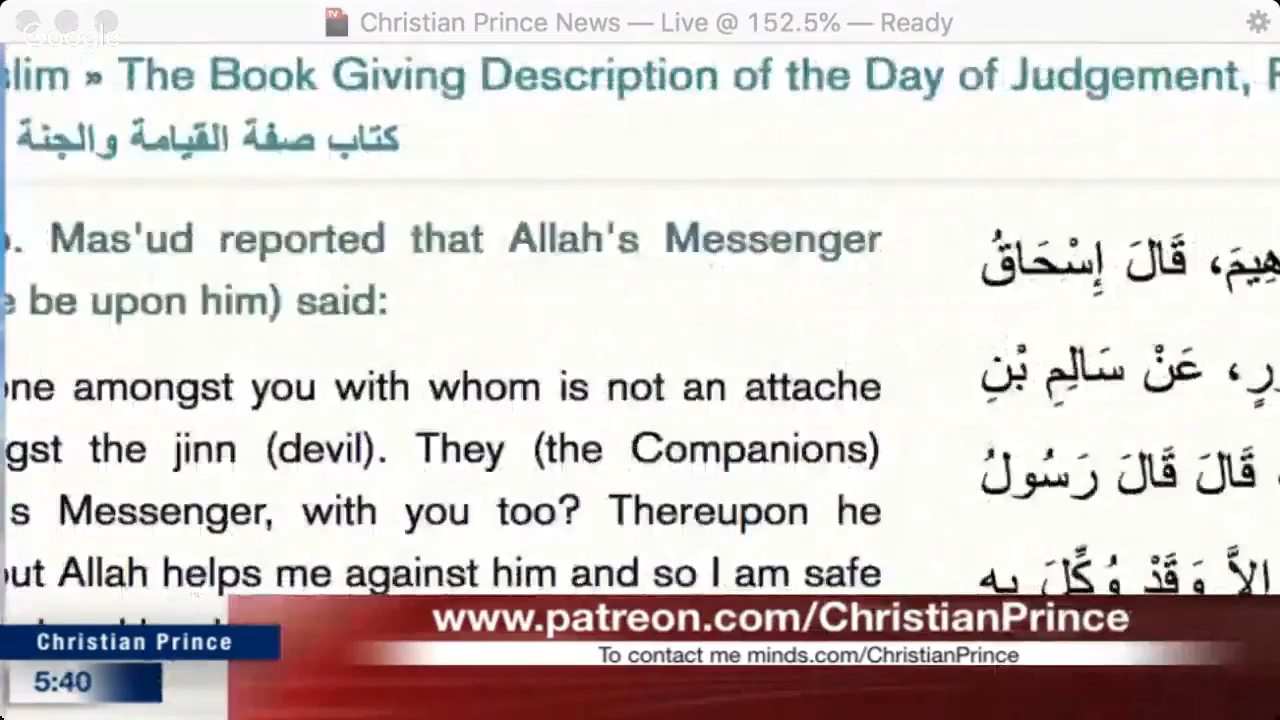 Christian Prince News — Live @ 152.5% — Ready
Google
slim » The Book Giving Description of the Day of Judgement,
كتاب صفة القيامة والجنة
Mas'ud reported that Allah's Messenger
be upon him) said:
one amongst you with whom is not an attache
gst the jinn (devil). They (the Companions)
s Messenger, with you too? Thereupon he
out Allah helps me against him and so I am safe
هِيمَ، قَالَ إِسْحَاقُ
عَنْ سَالِمِ بْنِ
قَالَ قَالَ رَسُولُ
إِلاَّ وَقَدْ وُكِّلَ بِهِ
www.patreon.com/ChristianPrince
To contact me minds.com/ChristianPrince
Christian Prince
5:40